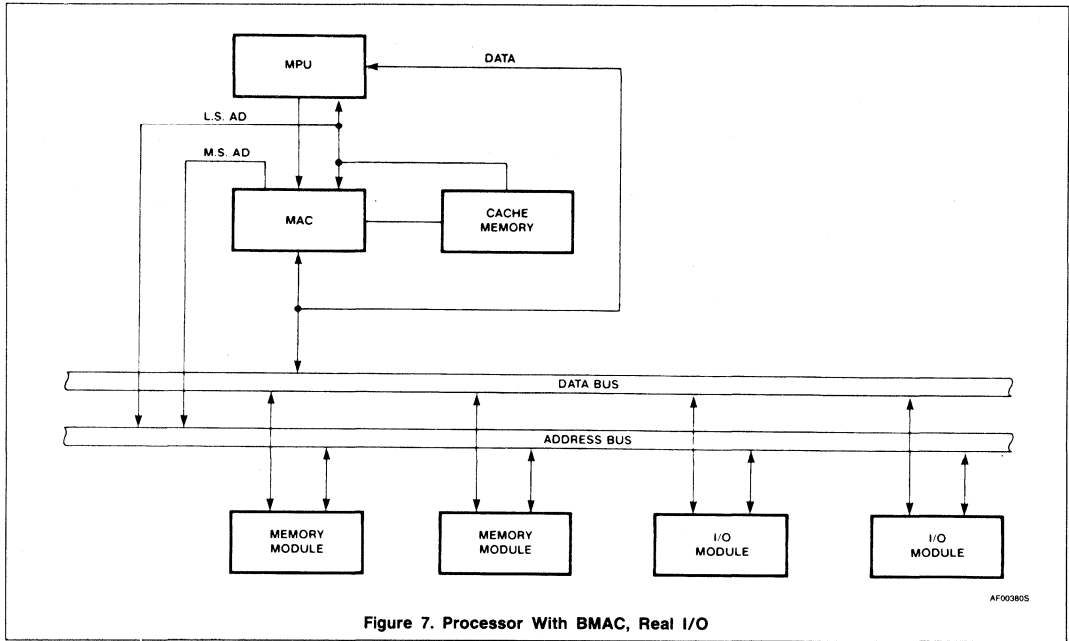 MPU
DATA
L.S. AD
M.S. AD
MAC
CACHE
MEMORY
DATA BUS
ADDRESS BUS
MEMORY
MODULE
MEMORY
MODULE
I/O
MODULE
I/O
MODULE
AF00380S
Figure 7. Processor With BMAC, Real I/O